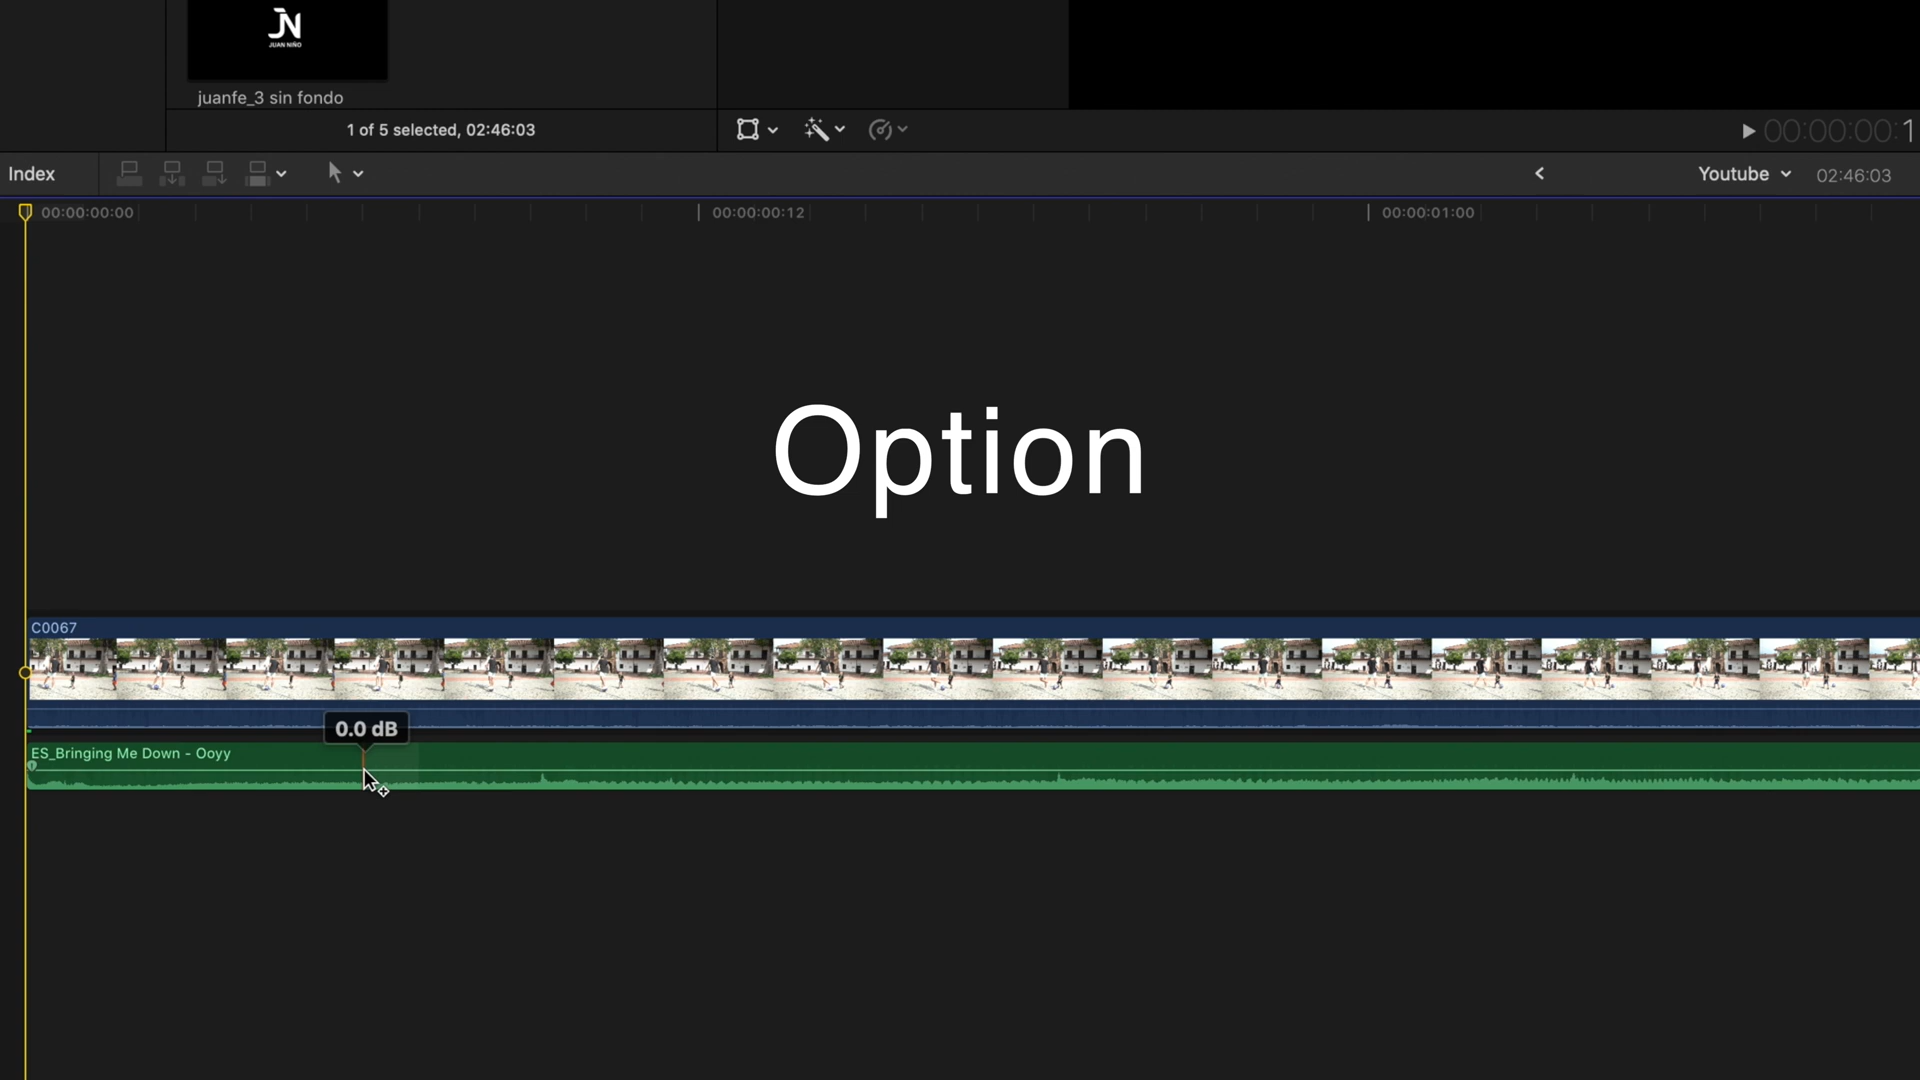 JN
JUAN NIÑO
juanfe_3 sin fondo
1 of 5 selected, 02:46:03
00:00:00:1
Index
Youtube
02:46:03
00:00:00:00
00:00:00:12
00:00:01:00
Option
C0067
0.0 dB
ES_Bringing Me Down - Ooyy